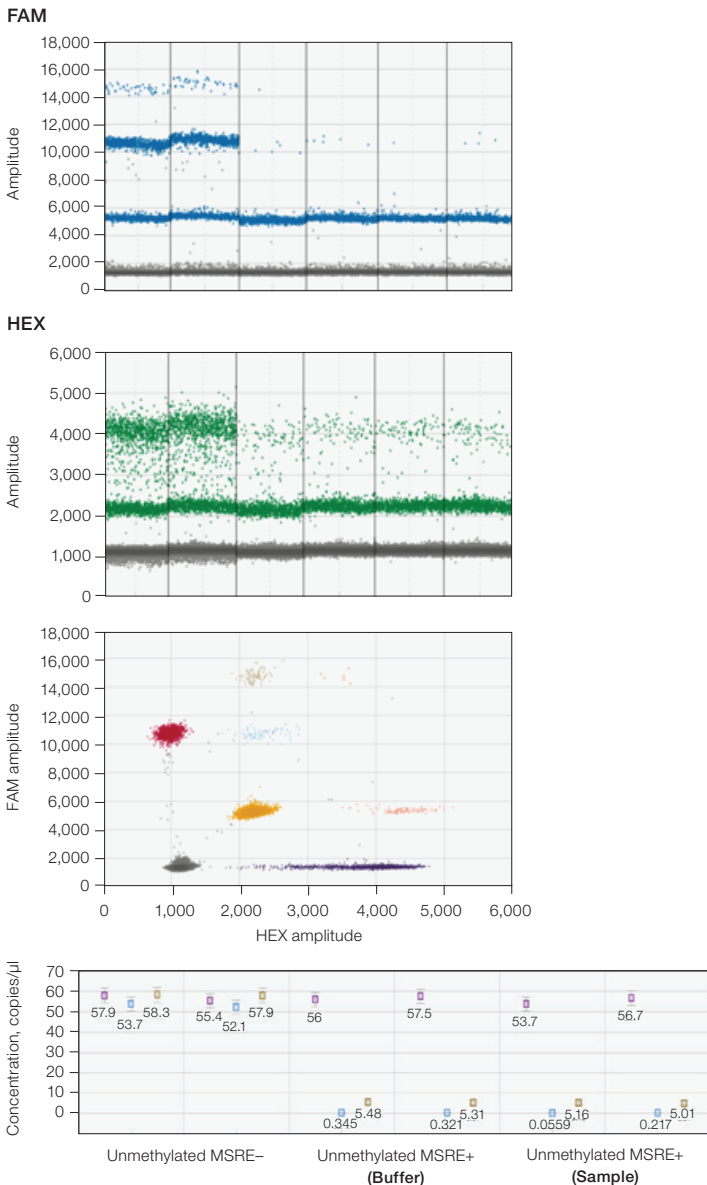 FAM
18,000
16,000
14,000
12,000
10,000
8,000
6,000
4,000
2,000
0
Amplitude
HEX
6,000
5,000
4,000
3,000
2,000
1,000
0
Amplitude
18,000
16,000
14,000
12,000
10,000
8,000
6,000
4,000
2,000
0
FAM amplitude
0 1,000 2,000 3,000 4,000 5,000 6,000
HEX amplitude
70
60
50
40
30
20
10
0
Concentration, copies/µl
57.9 53.7 58.3 55.4 52.1 57.9 56 57.5 53.7 56.7
0.345 5.48 0.321 5.31 0.0559 5.16 0.217 5.01
Unmethylated MSRE– Unmethylated MSRE+ Unmethylated MSRE+
(Buffer) (Sample)